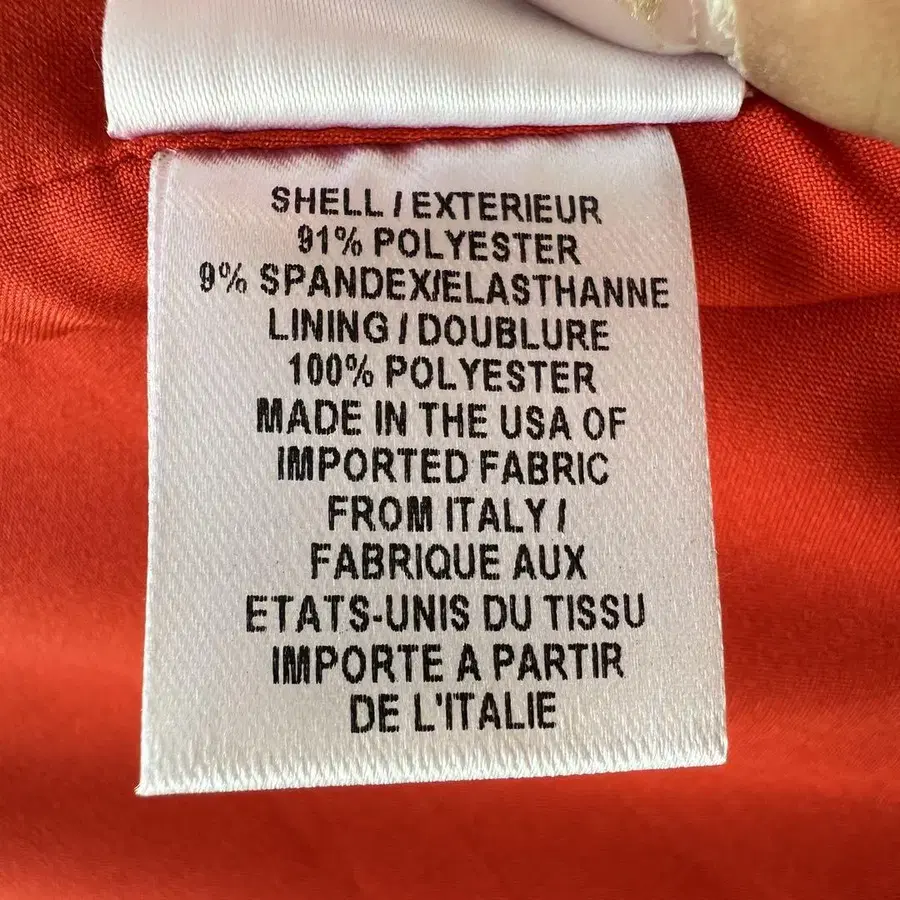 SHELL / EXTERIEUR
91% POLYESTER
9% SPANDEX/ELASTHANNE
LINING / DOUBLURE
100% POLYESTER
MADE IN THE USA OF
IMPORTED FABRIC
FROM ITALY /
FABRIQUE AUX
ETATS-UNIS DU TISSU
IMPORTE A PARTIR
DE L'ITALIE